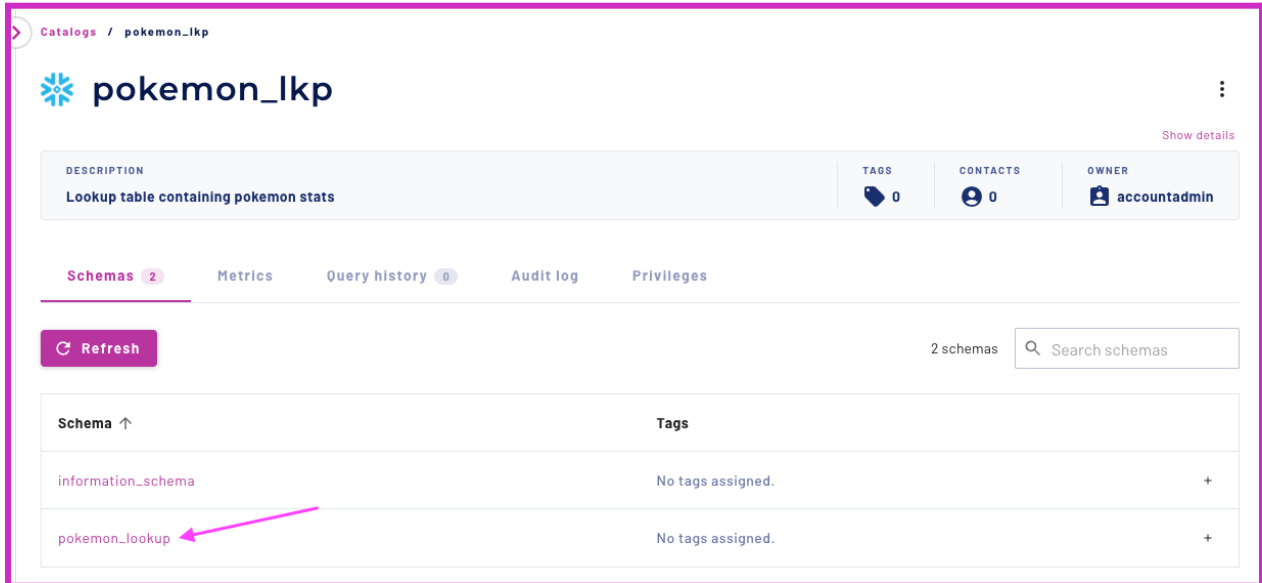 Catalogs / pokemon_lkp
pokemon_lkp
Show details
DESCRIPTION
Lookup table containing pokemon stats
TAGS
0
CONTACTS
0
OWNER
accountadmin
Schemas 2 Metrics Query history 0 Audit log Privileges
Refresh
2 schemas
Search schemas
Schema Tags
information_schema No tags assigned. +
pokemon_lookup No tags assigned. +